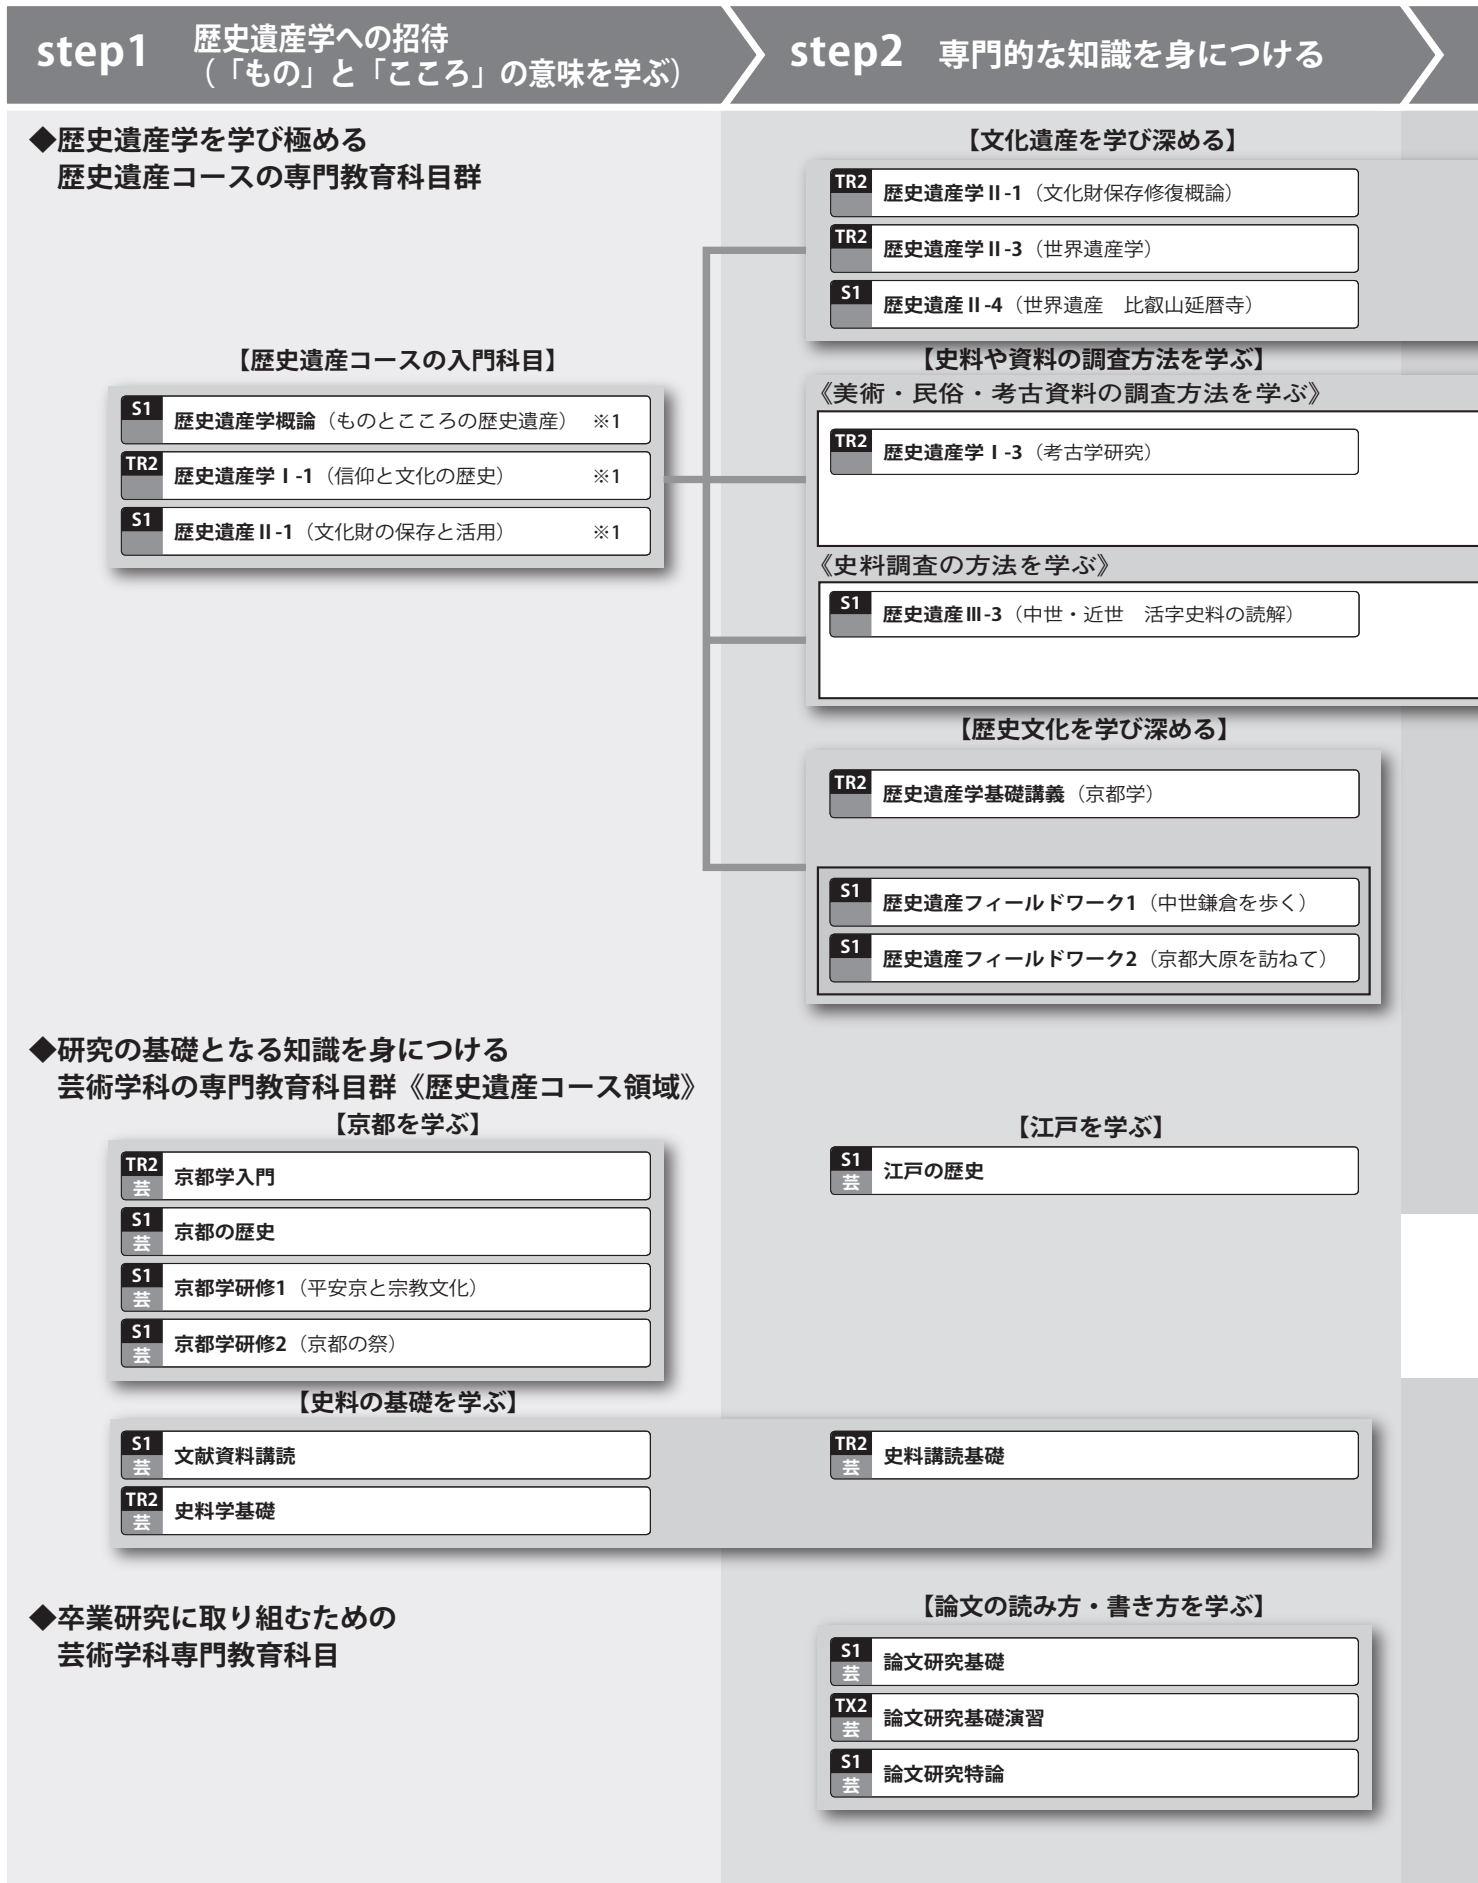 step1 歴史遺産学への招待
（「もの」と「こころ」の意味を学ぶ）
step2 専門的な知識を身につける
◆歴史遺産学を学び極める
歴史遺産コースの専門教育科目群
【歴史遺産コースの入門科目】
S1 歴史遺産学概論（ものとこころの歴史遺産） ※1
TR2 歴史遺産学Ⅰ-1（信仰と文化の歴史） ※1
S1 歴史遺産Ⅱ-1（文化財の保存と活用） ※1
【文化遺産を学び深める】
TR2 歴史遺産学Ⅱ-1（文化財保存修復概論）
TR2 歴史遺産学Ⅱ-3（世界遺産学）
S1 歴史遺産Ⅱ-4（世界遺産　比叡山延暦寺）
【史料や資料の調査方法を学ぶ】
《美術・民俗・考古資料の調査方法を学ぶ》
TR2 歴史遺産学Ⅰ-3（考古学研究）
《史料調査の方法を学ぶ》
S1 歴史遺産Ⅲ-3（中世・近世　活字史料の読解）
【歴史文化を学び深める】
TR2 歴史遺産学基礎講義（京都学）
S1 歴史遺産フィールドワーク1（中世鎌倉を歩く）
S1 歴史遺産フィールドワーク2（京都大原を訪ねて）
◆研究の基礎となる知識を身につける
芸術学科の専門教育科目群《歴史遺産コース領域》
【京都を学ぶ】
TR2 芸 京都学入門
S1 芸 京都の歴史
S1 芸 京都学研修1（平安京と宗教文化）
S1 芸 京都学研修2（京都の祭）
【江戸を学ぶ】
S1 芸 江戸の歴史
【史料の基礎を学ぶ】
S1 芸 文献資料講読
TR2 芸 史料学基礎
TR2 芸 史料講読基礎
◆卒業研究に取り組むための
芸術学科専門教育科目
【論文の読み方・書き方を学ぶ】
S1 芸 論文研究基礎
TX2 芸 論文研究基礎演習
S1 芸 論文研究特論